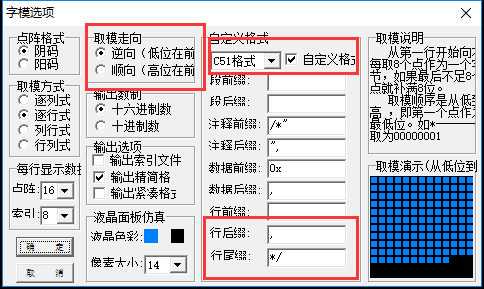 字模选项
点阵格式
阴码
阳码
取模方式
逐列式
逐行式
列行式
行列式
每行显示数据
点阵: 16
索引: 8
确 定
取 消
取模走向
逆向(低位在前
顺向(高位在前
输出数制
十六进制数
十进制数
输出选项
输出索引文件
输出精简格
输出紧凑格式
液晶面板仿真
液晶色彩:
像素大小: 14
自定义格式
C51格式 自定义格式
段前缀:
段后缀:
注释前缀: /*"
注释后缀: ",
数据前缀: 0x
数据后缀: ,
行前缀:
行后缀: ,
行尾缀: */
取模说明
从第一行开始向
每取8个点作为一个字
节,如果最后不足8个
点就补满8位。
取模顺序是从低到
高,即第一个点作为
最低位。如*-------
取为00000001
取模演示(从低位到